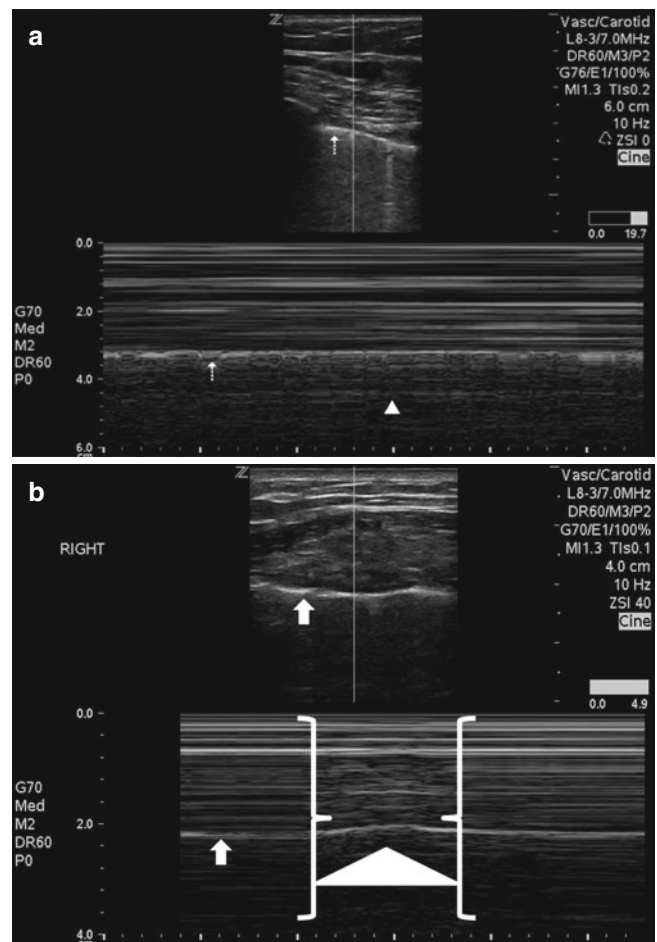 a
Z
Vasc/Carotid
L8-3/7.0MHz
DR60/M3/P2
G76/E1/100%
MI1.3 TIs0.2
6.0 cm
10 Hz
ZSI 0
Cine
0.0 19.7
0.0
2.0
4.0
6.0
cm
G70
Med
M2
DR60
P0
b
Z
RIGHT
Vasc/Carotid
L8-3/7.0MHz
DR60/M3/P2
G70/E1/100%
MI1.3 TIs0.1
4.0 cm
10 Hz
ZSI 40
Cine
0.0 4.9
0.0
2.0
4.0
G70
Med
M2
DR60
P0